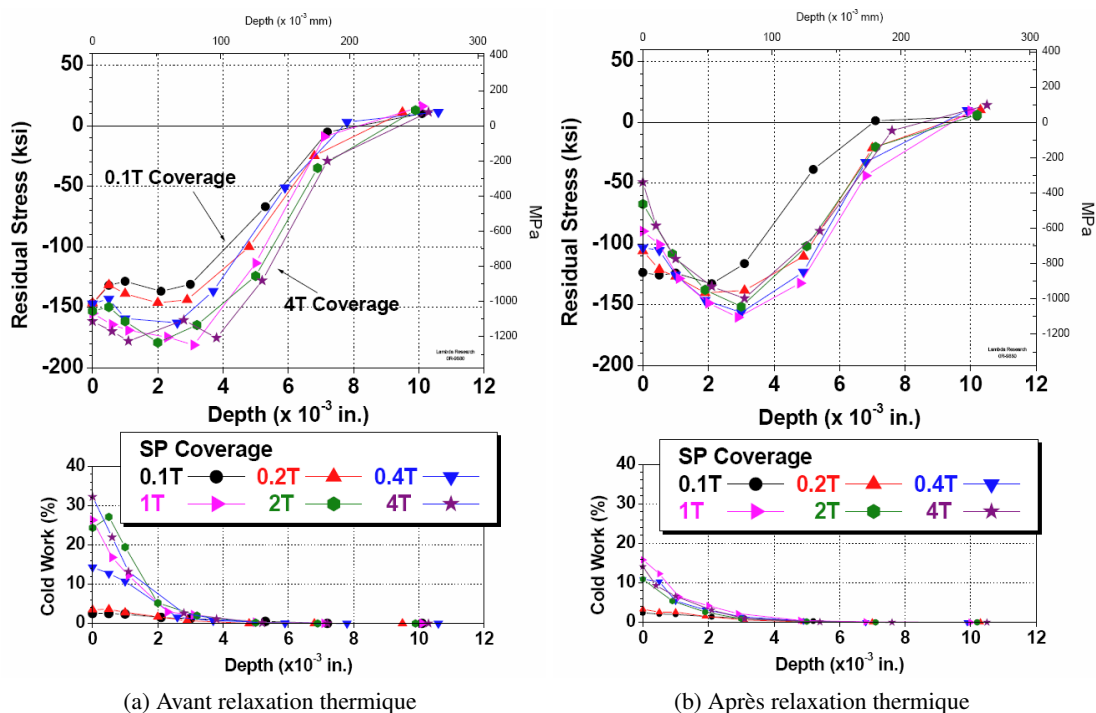 Depth (x 10⁻³ mm)
0 100 200 300
Residual Stress (ksi)
50
0
-50
-100
-150
-200
400
200
0
-200
-400
-600
-800
-1000
-1200
MPa
0.1T Coverage
4T Coverage
Lambda Research
0 2 4 6 8 10 12
Depth (x 10⁻³ in.)
SP Coverage
0.1T 0.2T 0.4T
1T 2T 4T
Cold Work (%)
40
30
20
10
0
0 2 4 6 8 10 12
Depth (x10⁻³ in.)
(a) Avant relaxation thermique
Depth (x 10⁻³ mm)
0 100 200 300
Residual Stress (ksi)
50
0
-50
-100
-150
-200
400
200
0
-200
-400
-600
-800
-1000
MPa
Lambda Research
0 2 4 6 8 10 12
Depth (x 10⁻³ in.)
SP Coverage
0.1T 0.2T 0.4T
1T 2T 4T
Cold Work (%)
40
30
20
10
0
0 2 4 6 8 10 12
Depth (x10⁻³ in.)
(b) Après relaxation thermique